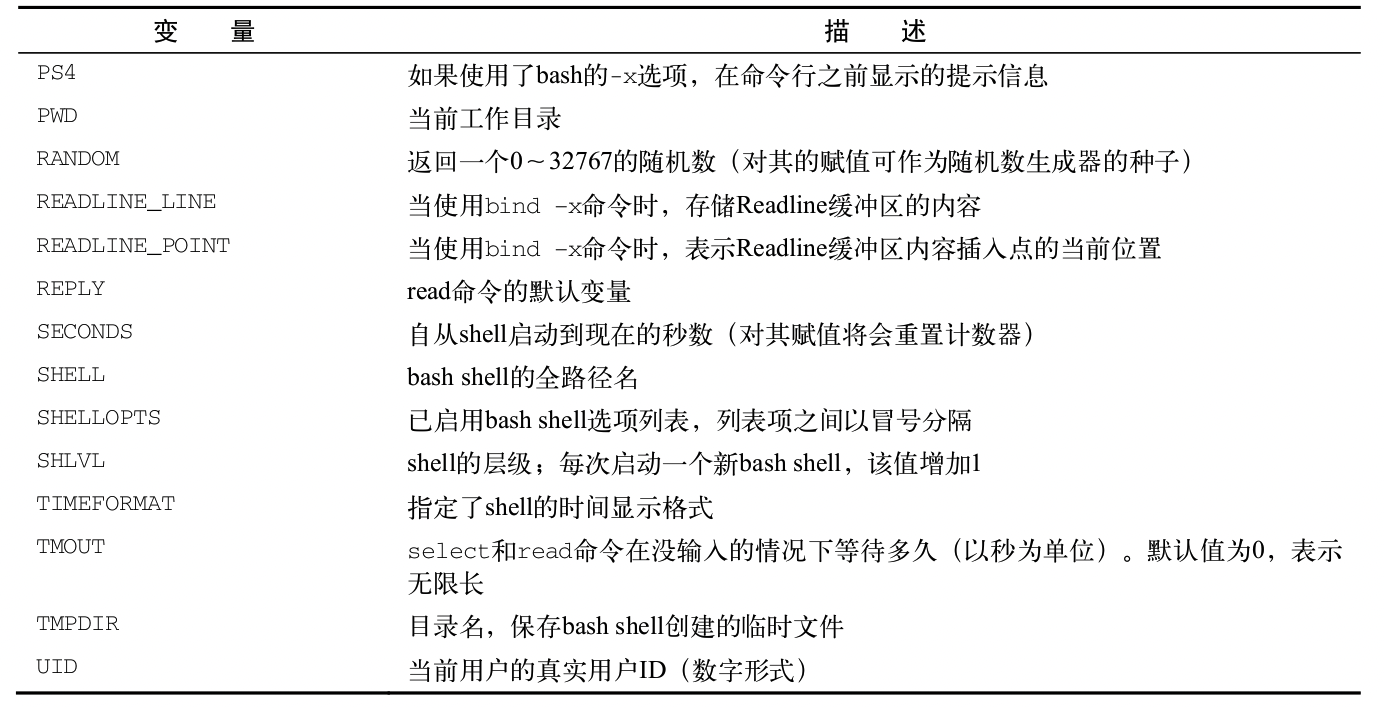 变 量 描 述
PS4 如果使用了bash的-x选项，在命令行之前显示的提示信息
PWD 当前工作目录
RANDOM 返回一个0～32767的随机数（对其的赋值可作为随机数生成器的种子）
READLINE_LINE 当使用bind –x命令时，存储Readline缓冲区的内容
READLINE_POINT 当使用bind –x命令时，表示Readline缓冲区内容插入点的当前位置
REPLY read命令的默认变量
SECONDS 自从shell启动到现在的秒数（对其赋值将会重置计数器）
SHELL bash shell的全路径名
SHELLOPTS 已启用bash shell选项列表，列表项之间以冒号分隔
SHLVL shell的层级；每次启动一个新bash shell，该值增加1
TIMEFORMAT 指定了shell的时间显示格式
TMOUT select和read命令在没输入的情况下等待多久（以秒为单位）。默认值为0，表示
无限长
TMPDIR 目录名，保存bash shell创建的临时文件
UID 当前用户的真实用户ID（数字形式）